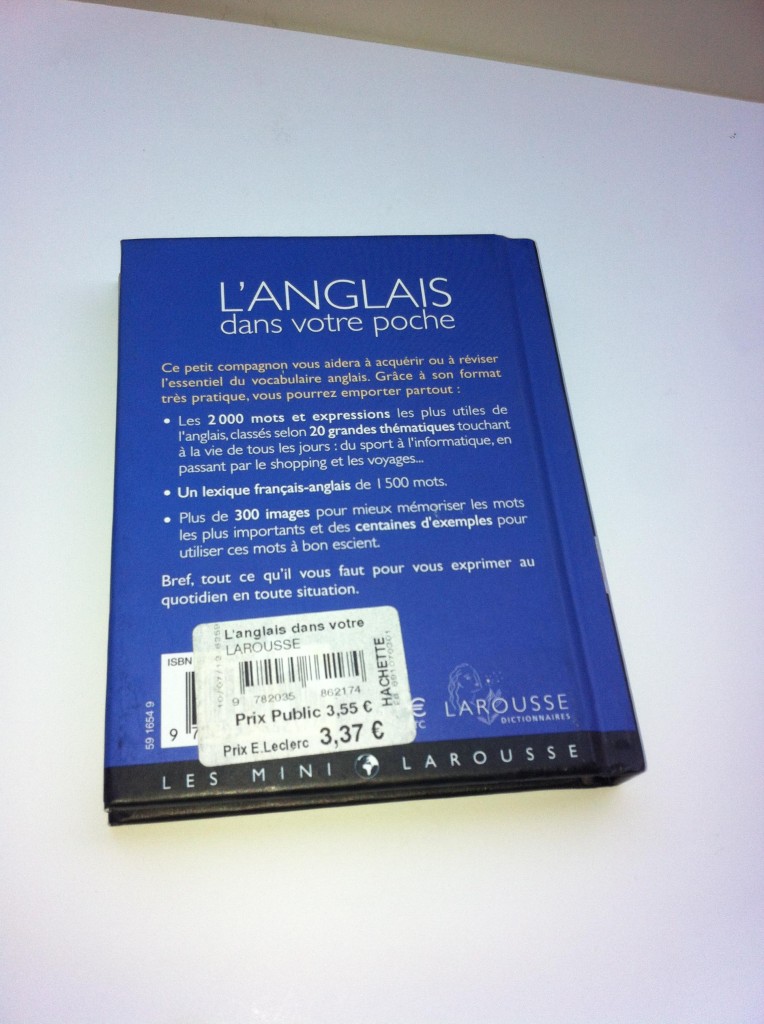 L'ANGLAIS
dans votre poche
Ce petit compagnon vous aidera à acquérir ou à réviser
l'essentiel du vocabulaire anglais. Grâce à son format
très pratique, vous pourrez emporter partout :
• Les 2 000 mots et expressions les plus utiles de
l'anglais, classés selon 20 grandes thématiques touchant
à la vie de tous les jours : du sport à l'informatique, en
passant par le shopping et les voyages...
• Un lexique français-anglais de 1 500 mots.
• Plus de 300 images pour mieux mémoriser les mots
les plus importants et des centaines d'exemples pour
utiliser ces mots à bon escient.
Bref, tout ce qu'il vous faut pour vous exprimer au
quotidien en toute situation.
L'anglais dans votre
LAROUSSE
9 782035 862174
Prix Public 3,55 €
Prix E.Leclerc 3,37 €
HACHETTE
ISBN
9 7
59 1654 9
€
TC
LAROUSSE
DICTIONNAIRES
LES MINI LAROUSSE